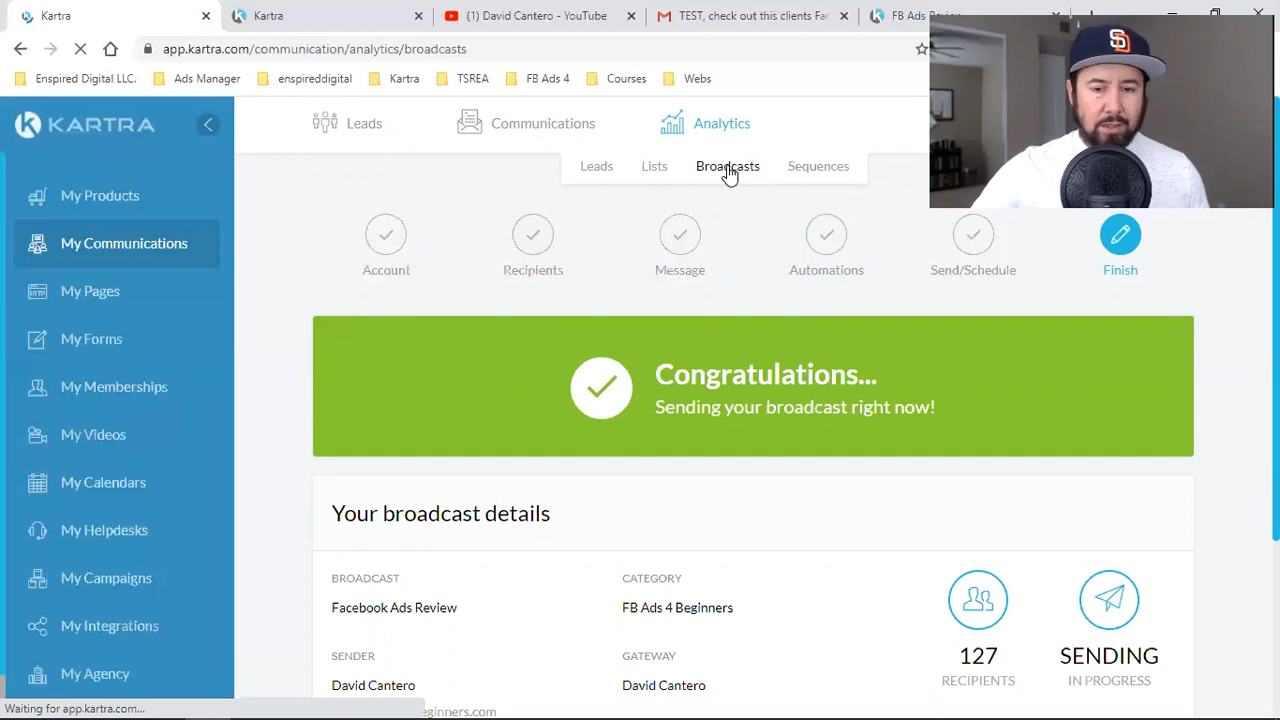 Kartra
Kartra
David Cantero - YouTube
TEST, check out this clients Fac
FB Ads Review
app.kartra.com/communication/analytics/broadcasts
Enspired Digital LLC.
Ads Manager
enspireddigital
Kartra
TSREA
FB Ads 4
Courses
Webs
KARTRA
Leads
Communications
Analytics
Leads
Lists
Broadcasts
Sequences
My Products
My Communications
My Pages
My Forms
My Memberships
My Videos
My Calendars
My Helpdesks
My Campaigns
My Integrations
My Agency
Account
Recipients
Message
Automations
Send/Schedule
Finish
Congratulations...
Sending your broadcast right now!
Your broadcast details
BROADCAST
CATEGORY
Facebook Ads Review
FB Ads 4 Beginners
127
RECIPIENTS
SENDING
IN PROGRESS
SENDER
GATEWAY
David Cantero
David Cantero
eginners.com
Waiting for app.kartra.com...
SD